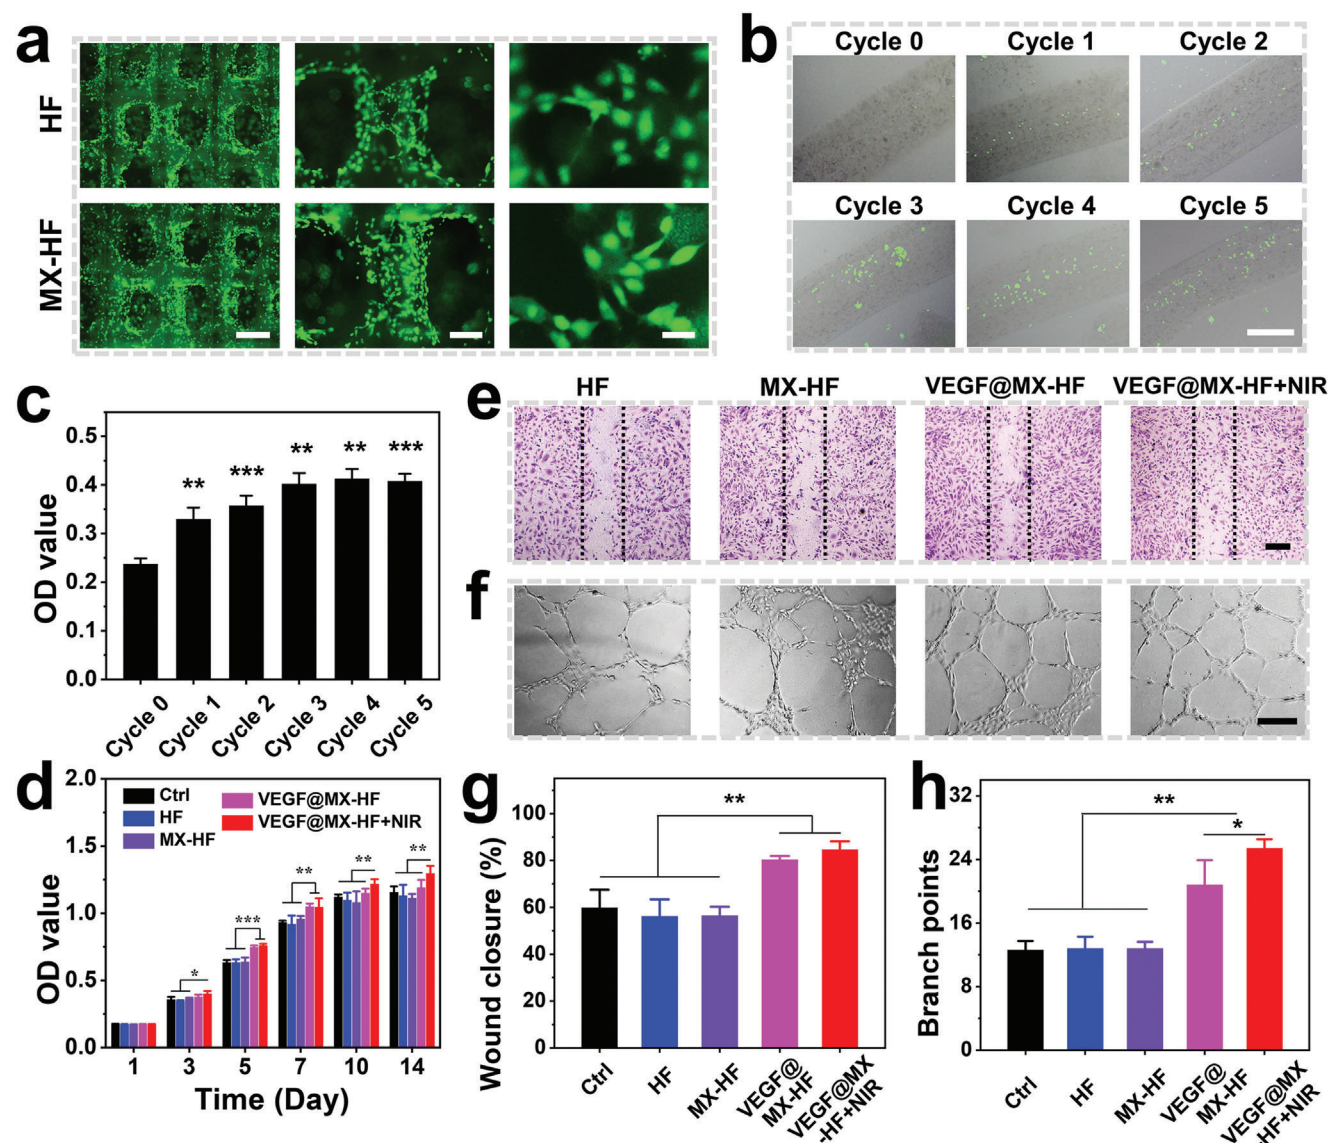 a
HF
MX-HF
b
Cycle 0 Cycle 1 Cycle 2
Cycle 3 Cycle 4 Cycle 5
c
OD value
0.5
0.4
0.3
0.2
0.1
0.0
** *** ** ** ***
Cycle 0 Cycle 1 Cycle 2 Cycle 3 Cycle 4 Cycle 5
e
HF MX-HF VEGF@MX-HF VEGF@MX-HF+NIR
f
d
OD value
2.0
1.5
1.0
0.5
0.0
Ctrl
HF
MX-HF
VEGF@MX-HF
VEGF@MX-HF+NIR
* *** ** ** **
1 3 5 7 10 14
Time (Day)
g
Wound closure (%)
100
80
60
40
60
20
0
**
Ctrl
HF
MX-HF
VEGF@
MX-HF
VEGF@MX
-HF+NIR
h
Branch points
32
24
16
8
0
**
*
Ctrl
HF
MX-HF
VEGF@
MX-HF
VEGF@MX
-HF+NIR